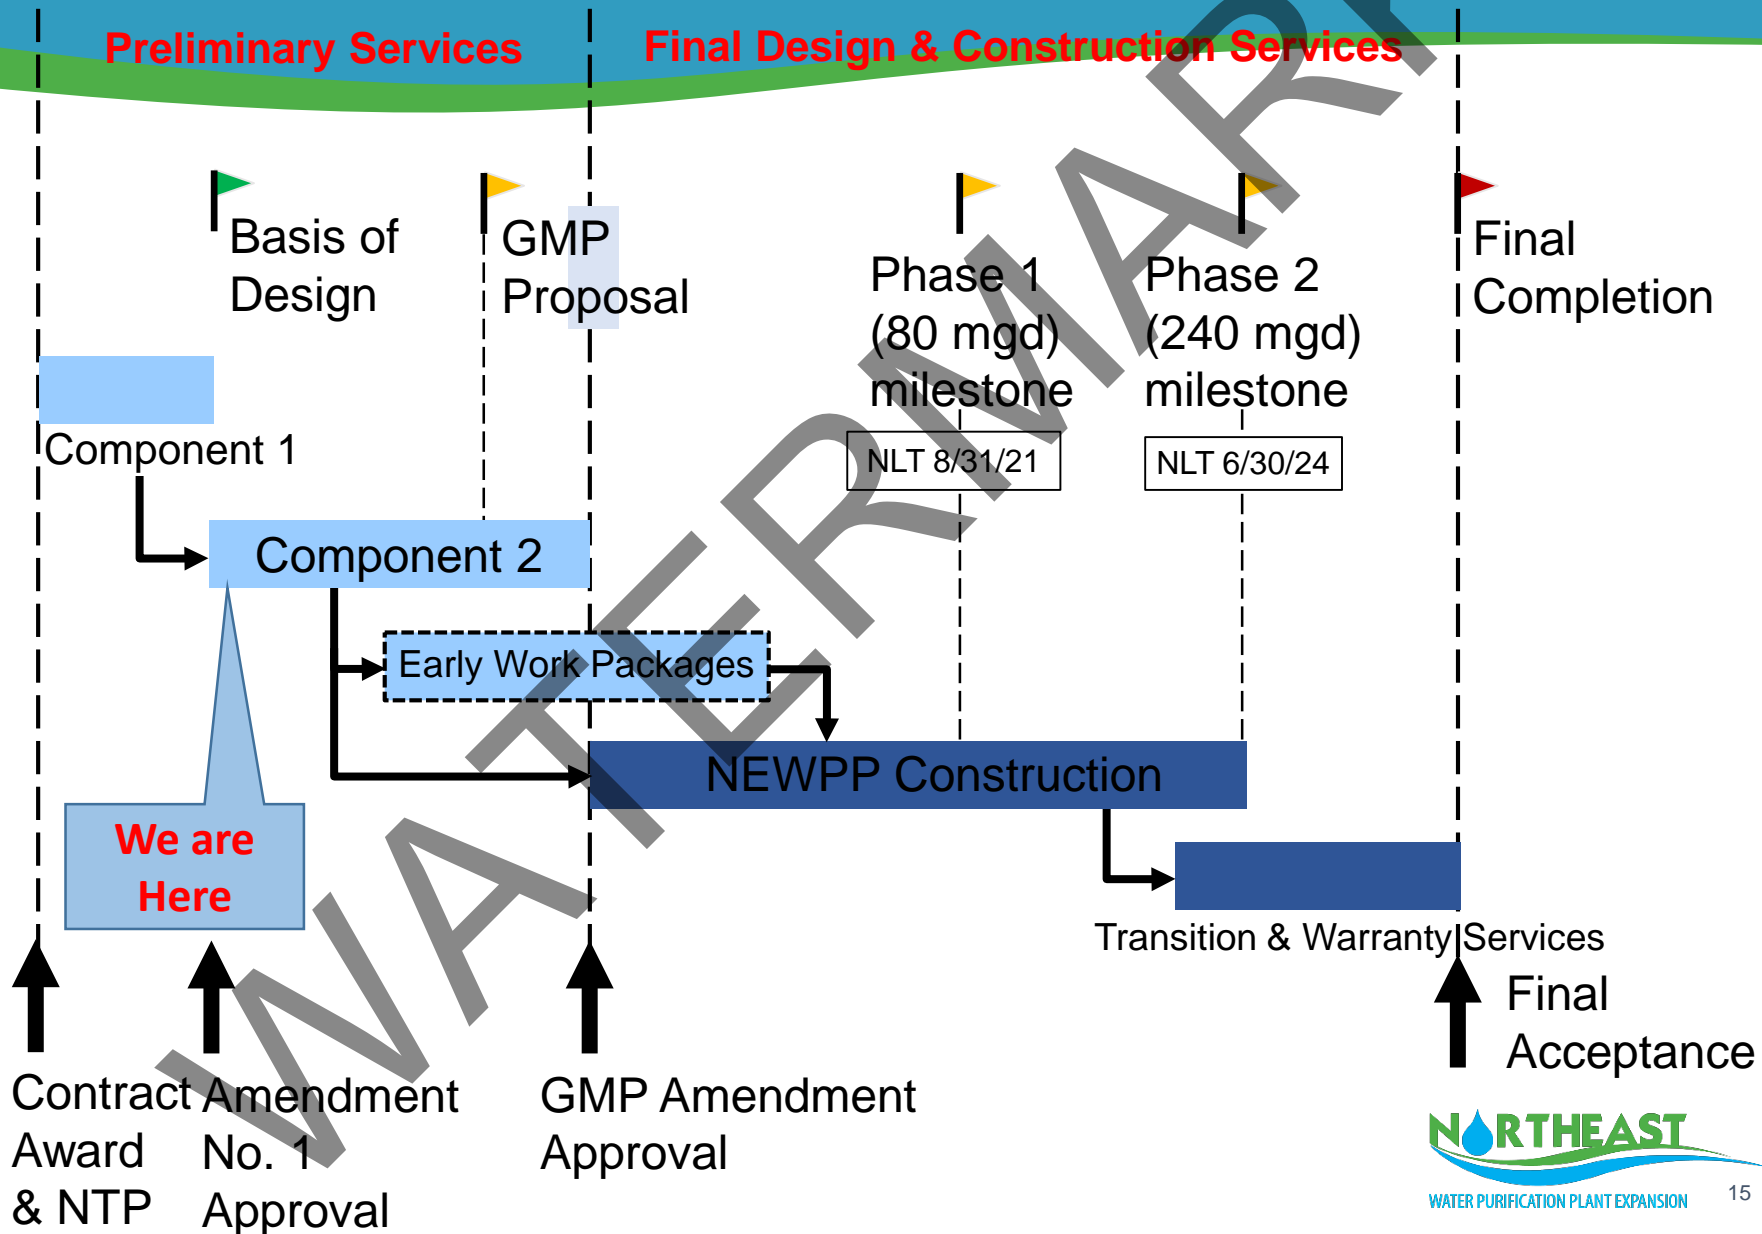 Preliminary Services
Final Design & Construction Services
Basis of
Design
GMP
Proposal
Phase 1
(80 mgd)
milestone
NLT 8/31/21
Phase 2
(240 mgd)
milestone
NLT 6/30/24
Final
Completion
Component 1
Component 2
Early Work Packages
NEWPP Construction
We are
Here
Transition & Warranty Services
Contract
Award
& NTP
Amendment
No. 1
Approval
GMP Amendment
Approval
Final
Acceptance
NORTHEAST
WATER PURIFICATION PLANT EXPANSION
15
WATERMARK